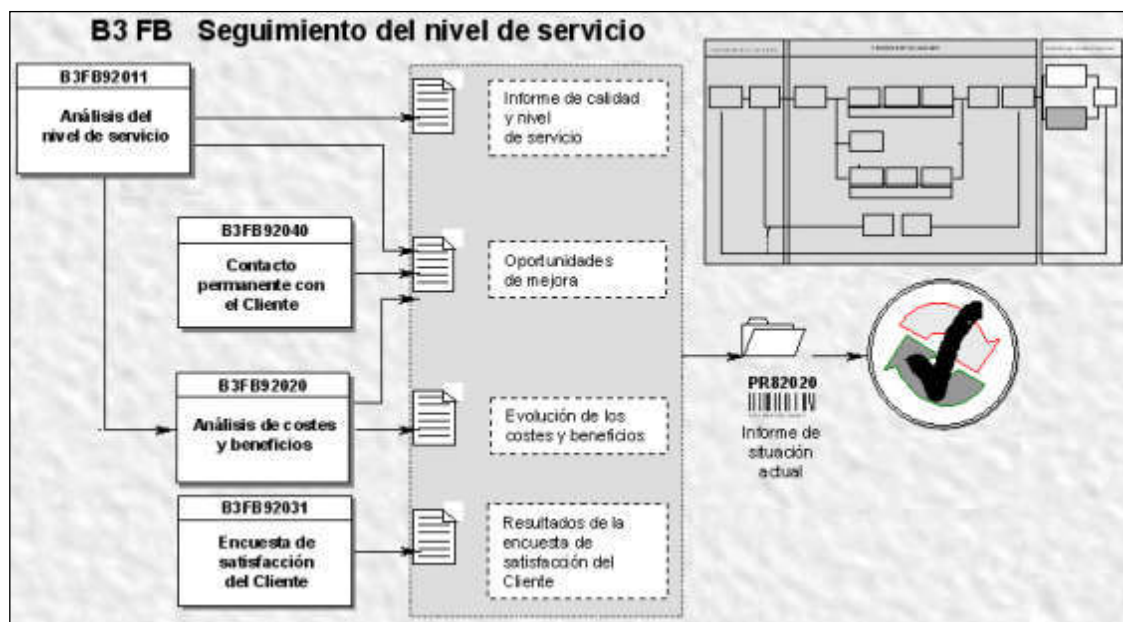 B3 FB Seguimiento del nivel de servicio
B3FB92011
Análisis del
nivel de servicio
Informe de calidad
y nivel
de servicio
B3FB92040
Contacto
permanente con
el Cliente
Oportunidades
de mejora
B3FB92020
Análisis de costes
y beneficios
Evolución de los
costes y beneficios
B3FB92031
Encuesta de
satisfacción
del Cliente
Resultados de la
encuesta de
satisfacción del
Cliente
PR82020
Informe de
situación
actual